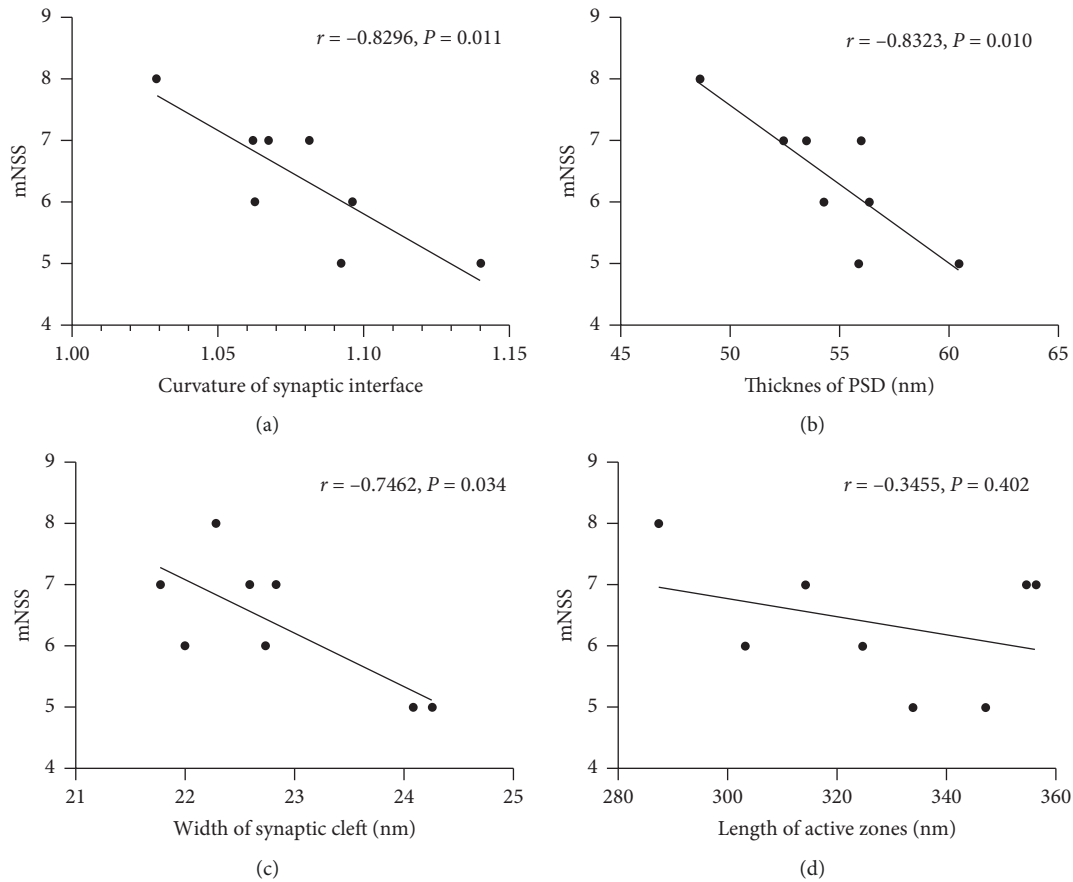 9
8
7
6
5
4
mNSS
r = –0.8296, P = 0.011
1.00 1.05 1.10 1.15
Curvature of synaptic interface
(a)
9
8
7
6
5
4
mNSS
r = –0.8323, P = 0.010
45 50 55 60 65
Thicknes of PSD (nm)
(b)
9
8
7
6
5
4
mNSS
r = –0.7462, P = 0.034
21 22 23 24 25
Width of synaptic cleft (nm)
(c)
9
8
7
6
5
4
mNSS
r = –0.3455, P = 0.402
280 300 320 340 360
Length of active zones (nm)
(d)